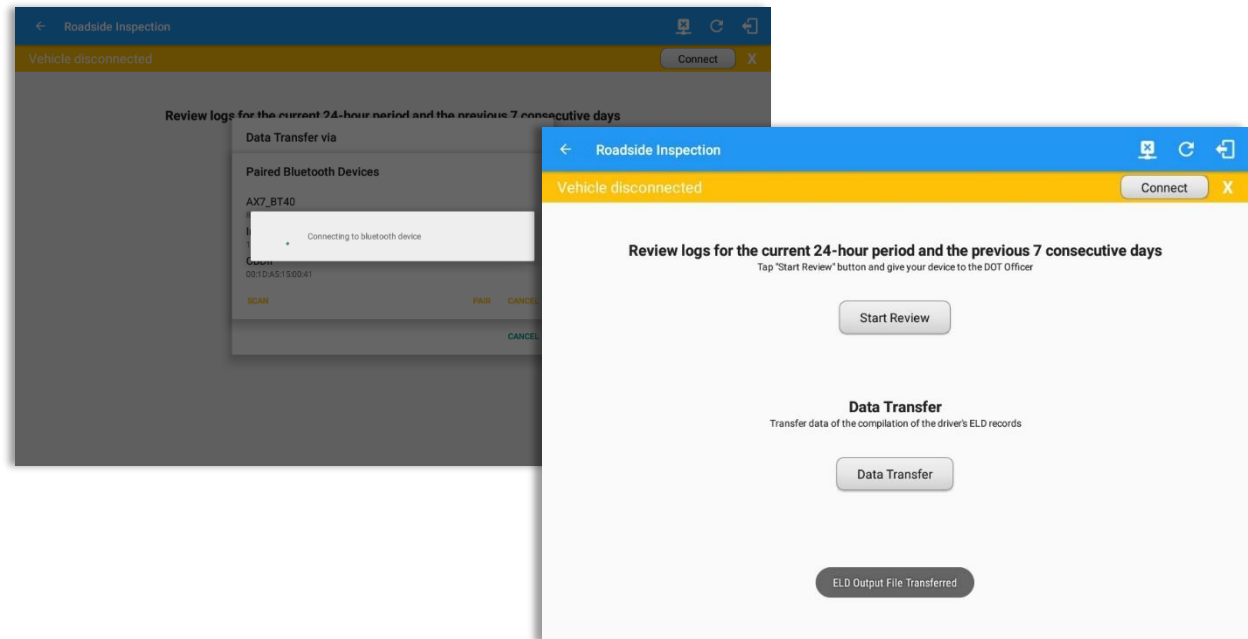 Roadside Inspection
Vehicle disconnected
Connect X
Review logs for the current 24-hour period and the previous 7 consecutive days
Data Transfer via
Paired Bluetooth Devices
AX7_BT40
Connecting to bluetooth device
00:1D:A5:15:00:41
SCAN PAIR CANCEL
CANCEL
Roadside Inspection
Vehicle disconnected
Connect X
Review logs for the current 24-hour period and the previous 7 consecutive days
Tap "Start Review" button and give your device to the DOT Officer
Start Review
Data Transfer
Transfer data of the compilation of the driver's ELD records
Data Transfer
ELD Output File Transferred